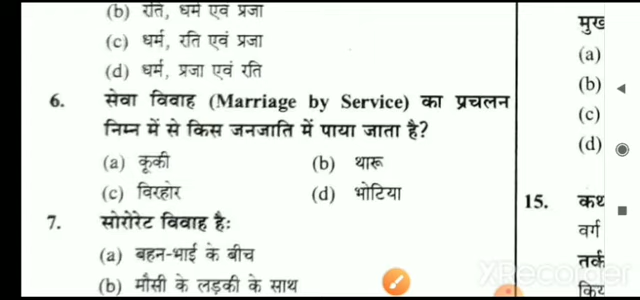 (b) रति, धर्म एवं प्रजा
(c) धर्म, रति एवं प्रजा
(d) धर्म, प्रजा एवं रति
6. सेवा विवाह (Marriage by Service) का प्रचलन
निम्न में से किस जनजाति में पाया जाता है?
(a) कूकी (b) थारू
(c) विरहोर (d) भोटिया
7. सोरोरेट विवाह हैः
(a) बहन-भाई के बीच
(b) मौसी के लड़की के साथ
मुख
(a)
(b)
(c)
(d)
15. कथ
वर्ग
तर्क
किय
XRecorder